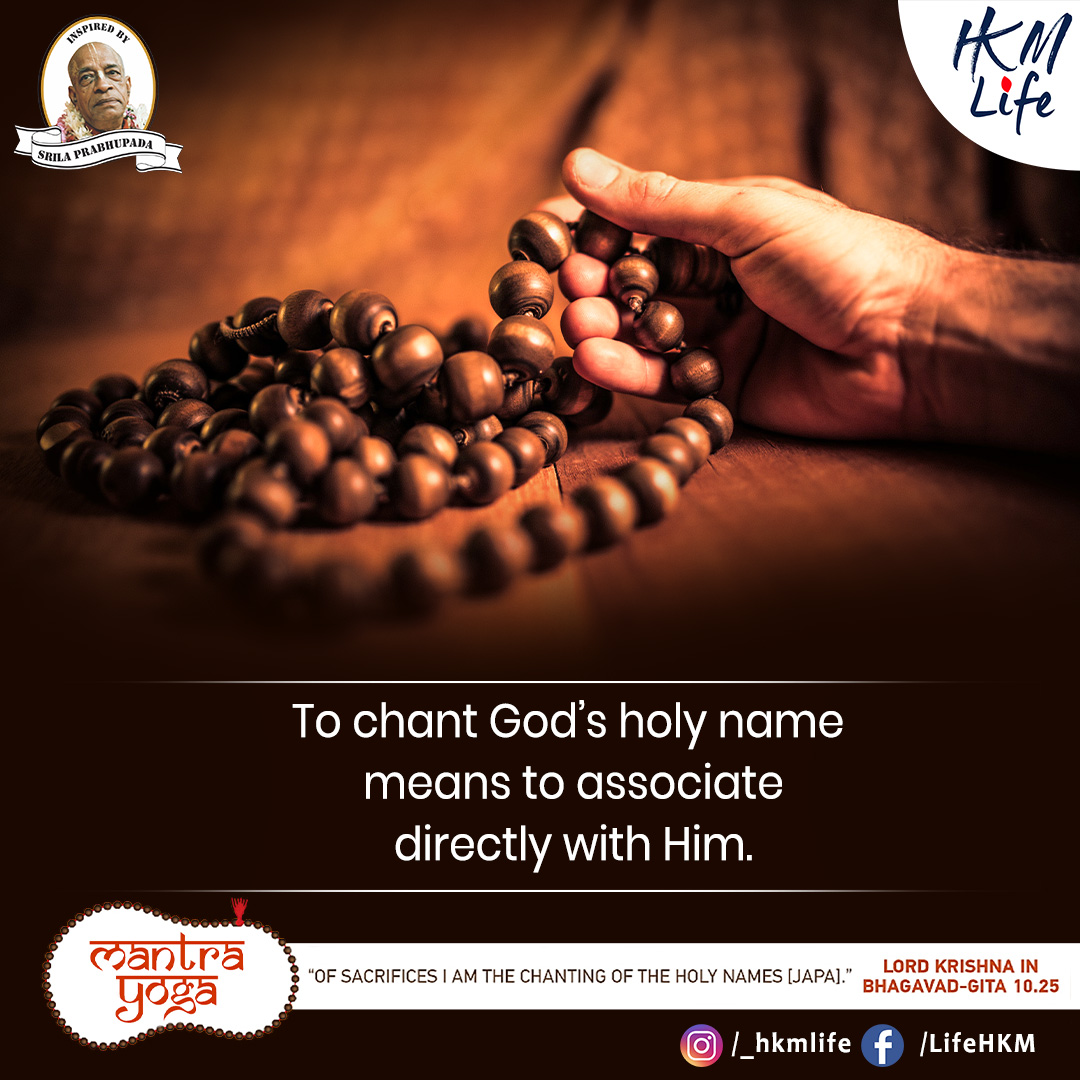 INSPIRED BY
SRILA PRABHUPADA
HKM
Life
To chant God’s holy name
means to associate
directly with Him.
mantra
yoga
“OF SACRIFICES I AM THE CHANTING OF THE HOLY NAMES [JAPA].”
LORD KRISHNA IN
BHAGAVAD-GITA 10.25
/_hkmlife
/LifeHKM